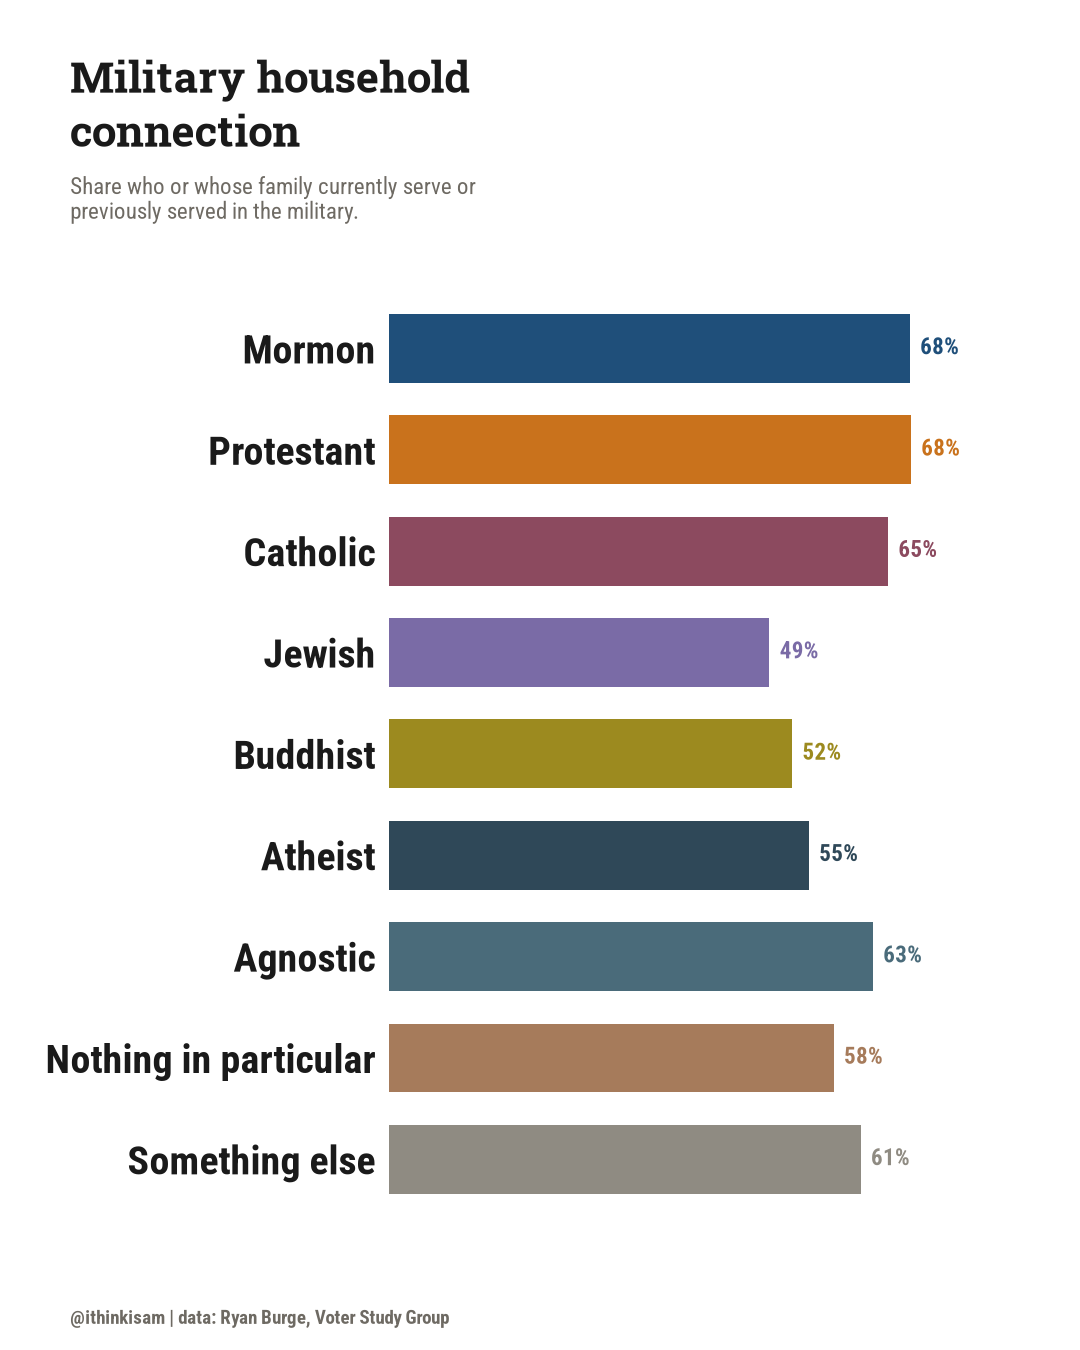 Military household
connection
Share who or whose family currently serve or
previously served in the military.
Mormon 68%
Protestant 68%
Catholic 65%
Jewish 49%
Buddhist 52%
Atheist 55%
Agnostic 63%
Nothing in particular 58%
Something else 61%
@ithinkisam | data: Ryan Burge, Voter Study Group